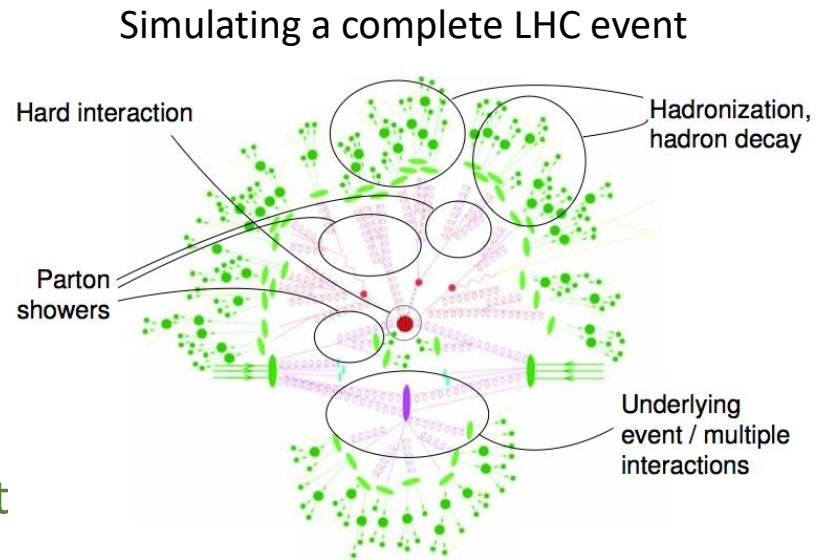 Simulating a complete LHC event
Hard interaction
Hadronization,
hadron decay
Parton
showers
Underlying
event / multiple
interactions
t